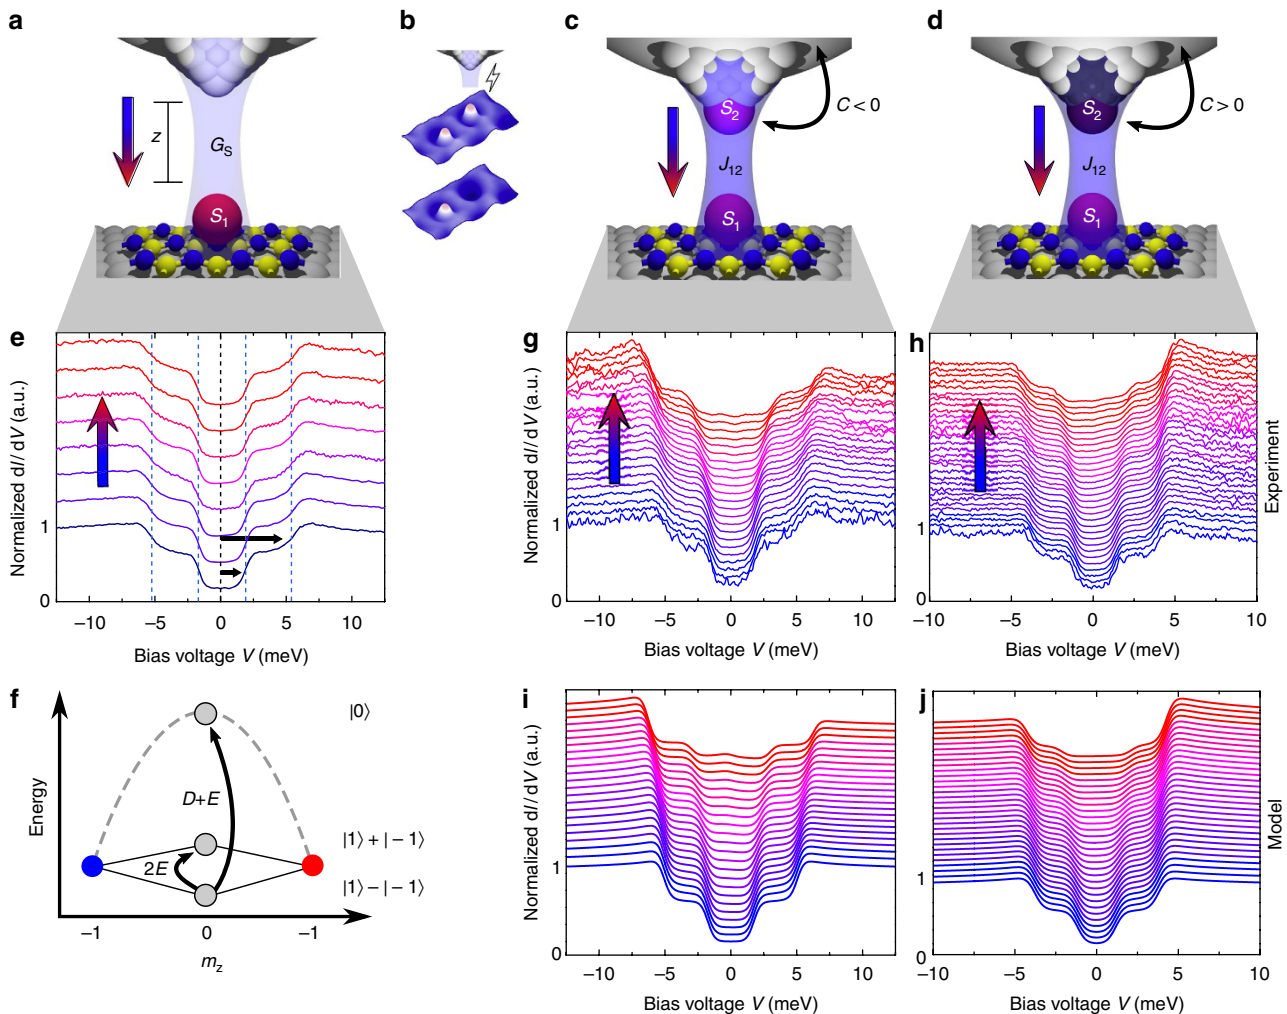 a
b
c
d
z
G_S
S_1
S_2
C < 0
J_12
S_1
S_2
C > 0
J_12
S_1
e
g
h
Normalized dI/ dV (a.u.)
1
0
−10
−5
0
5
10
Bias voltage V (meV)
Normalized dI/ dV (a.u.)
1
0
−10
−5
0
5
10
Bias voltage V (meV)
1
0
−10
−5
0
5
10
Bias voltage V (meV)
Experiment
f
Energy
|0⟩
D+E
|1⟩ + |− 1⟩
2E
|1⟩ − |− 1⟩
−1
0
−1
m_z
i
j
Normalized dI/ dV (a.u.)
1
0
−10
−5
0
5
10
Bias voltage V (meV)
1
0
−10
−5
0
5
10
Bias voltage V (meV)
Model